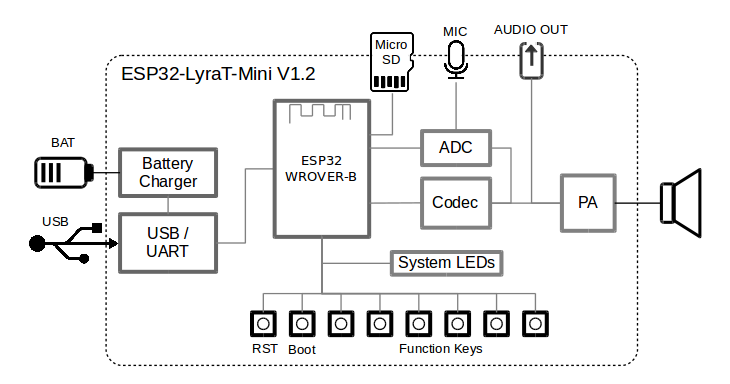 MIC
AUDIO OUT
Micro
SD
ESP32-LyraT-Mini V1.2
BAT
Battery
Charger
ESP32
WROVER-B
ADC
Codec
PA
USB
USB /
UART
System LEDs
RST
Boot
Function Keys